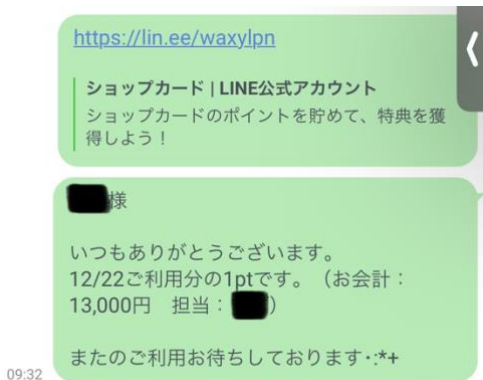 https://lin.ee/waxylpn
ショップカード | LINE公式アカウント
ショップカードのポイントを貯めて、特典を獲
得しよう！
様
いつもありがとうございます。
12/22ご利用分の1ptです。（お会計：
13,000円　担当：）
またのご利用お待ちしております･:*+
09:32